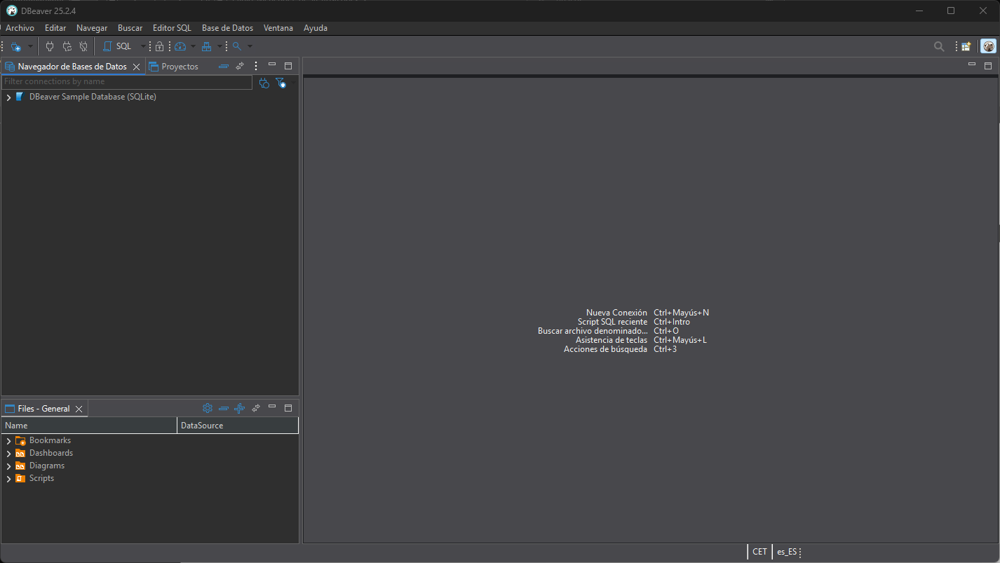 DBeaver 25.2.4
Archivo Editar Navegar Buscar Editor SQL Base de Datos Ventana Ayuda
SQL
Navegador de Bases de Datos Proyectos
Filter connections by name
DBeaver Sample Database (SQLite)
Nueva Conexión Ctrl+Mayús+N
Script SQL reciente Ctrl+Intro
Buscar archivo denominado... Ctrl+O
Asistencia de teclas Ctrl+Mayús+L
Acciones de búsqueda Ctrl+3
Files - General
Name DataSource
Bookmarks
Dashboards
Diagrams
Scripts
CET es_ES